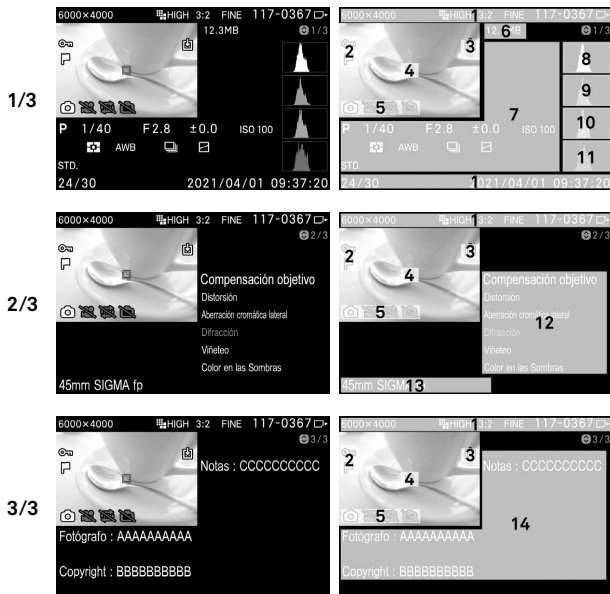 6000×4000 HIGH 3:2 FINE 117-0367
12.3MB 1/3
1/3
P 1/40 F2.8 ±0.0 ISO 100
AWB
STD.
24/30 2021/04/01 09:37:20
6000×4000 1 HIGH 3:2 FINE 117-0367
12.3MB 6 1/3
2 3
4
5
7
8
9
10
11
P 1/40 F2.8 ±0.0 ISO 100
AWB
STD.
24/30 1 2021/04/01 09:37:20
6000×4000 HIGH 3:2 FINE 117-0367
2/3
2/3
Compensación objetivo
Distorsión
Aberración cromática lateral
Difracción
Viñeteo
Color en las Sombras
45mm SIGMA fp
6000×4000 1 HIGH 3:2 FINE 117-0367
2/3
2 3
4
5
Compensación objetivo
Distorsión
Aberración cromática lateral
Difracción 12
Viñeteo
Color en las Sombras
45mm SIGMA 13
6000×4000 HIGH 3:2 FINE 117-0367
3/3
3/3
Notas : CCCCCCCCCC
Fotógrafo : AAAAAAAAAA
Copyright : BBBBBBBBBB
6000×4000 1 HIGH 3:2 FINE 117-0367
3/3
2 3
Notas : CCCCCCCCCC
4
5
14
Fotógrafo : AAAAAAAAAA
Copyright : BBBBBBBBBB